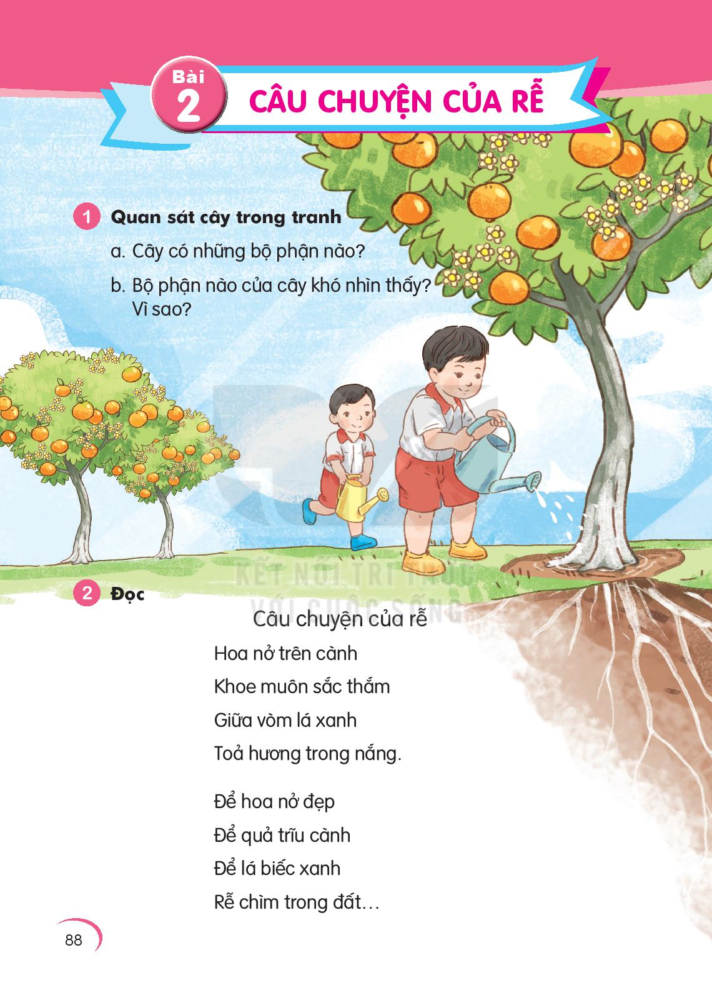 Bài
2
CÂU CHUYỆN CỦA RỄ
1 Quan sát cây trong tranh
a. Cây có những bộ phận nào?
b. Bộ phận nào của cây khó nhìn thấy?
Vì sao?
KẾT NỐI TRI THỨC
VỚI CUỘC SỐNG
2 Đọc
Câu chuyện của rễ
Hoa nở trên cành
Khoe muôn sắc thắm
Giữa vòm lá xanh
Toả hương trong nắng.
Để hoa nở đẹp
Để quả trĩu cành
Để lá biếc xanh
Rễ chìm trong đất…
88